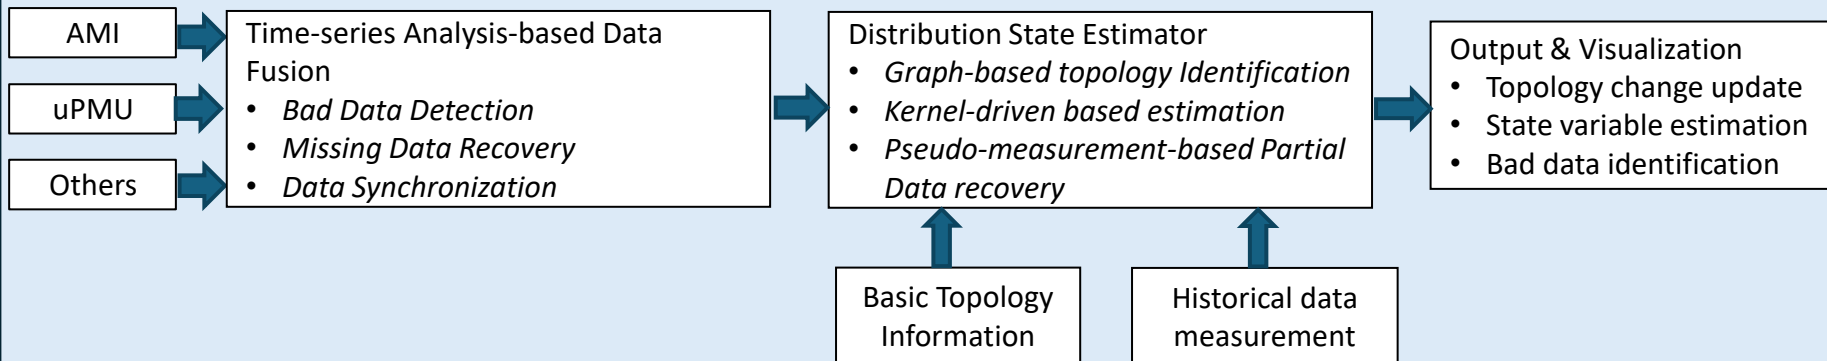 AMI
uPMU
Others
Time-series Analysis-based Data
Fusion
• Bad Data Detection
• Missing Data Recovery
• Data Synchronization
Distribution State Estimator
• Graph-based topology Identification
• Kernel-driven based estimation
• Pseudo-measurement-based Partial
Data recovery
Output & Visualization
• Topology change update
• State variable estimation
• Bad data identification
Basic Topology
Information
Historical data
measurement